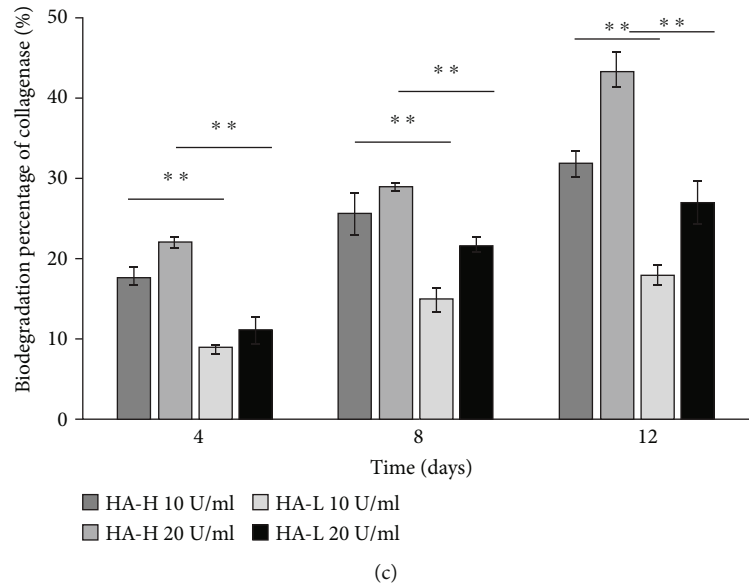 Biodegradation percentage of collagenase (%)
50
40
30
20
10
0
** **
** **
** **
4 8 12
Time (days)
HA-H 10 U/ml HA-L 10 U/ml
HA-H 20 U/ml HA-L 20 U/ml
(c)